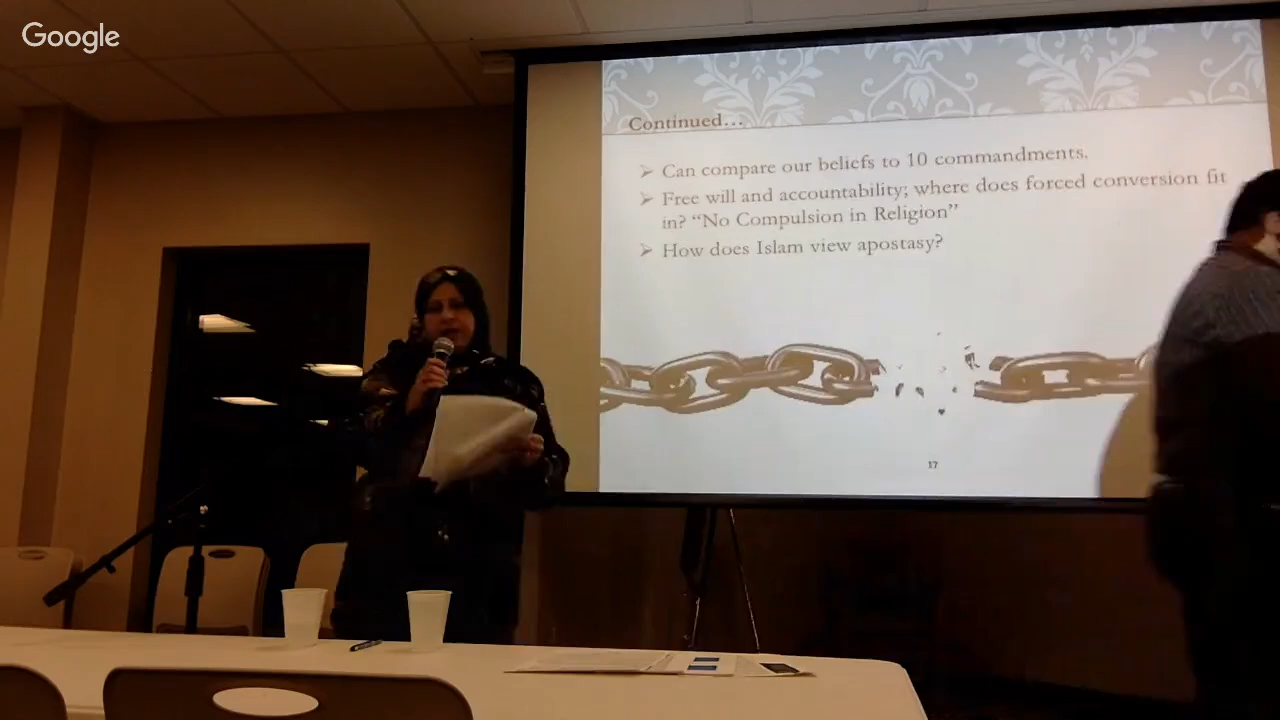 Google
Continued...
Can compare our beliefs to 10 commandments.
Free will and accountability; where does forced conversion fit
in? “No Compulsion in Religion”
How does Islam view apostasy?
17